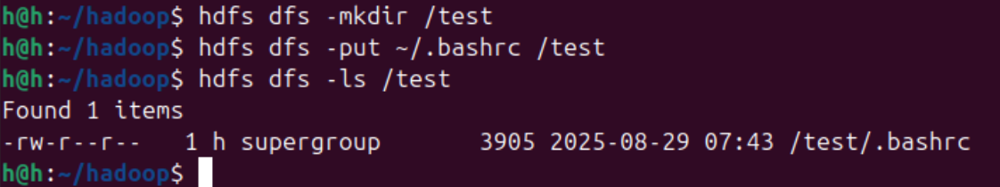 h@h:~/hadoop$ hdfs dfs -mkdir /test
h@h:~/hadoop$ hdfs dfs -put ~/.bashrc /test
h@h:~/hadoop$ hdfs dfs -ls /test
Found 1 items
-rw-r--r--   1 h supergroup       3905 2025-08-29 07:43 /test/.bashrc
h@h:~/hadoop$